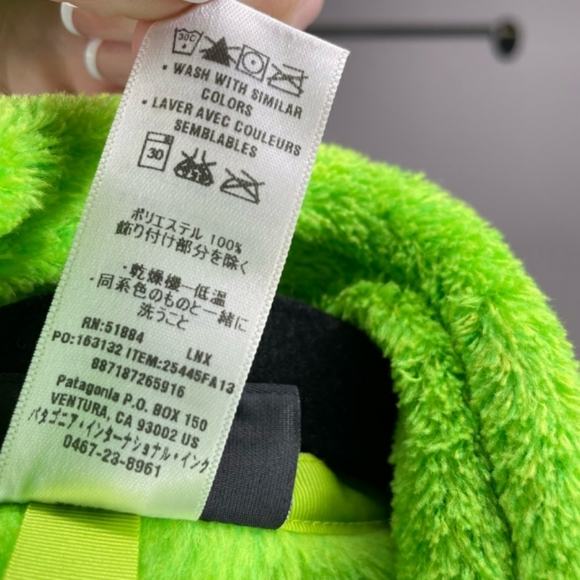 30C
• WASH WITH SIMILAR
COLORS
• LAVER AVEC COULEURS
SEMBLABLES
30
ポリエステル 100%
飾り付け部分を除く
・乾燥機一低温
・同系色のものと一緒に
洗うこと
RN:51884 LNX
PO:163132 ITEM:25445FA13
887187265916
Patagonia P.O. BOX 150
VENTURA, CA 93002 US
パタゴニア・インターナショナル・インク
0467-23-8961